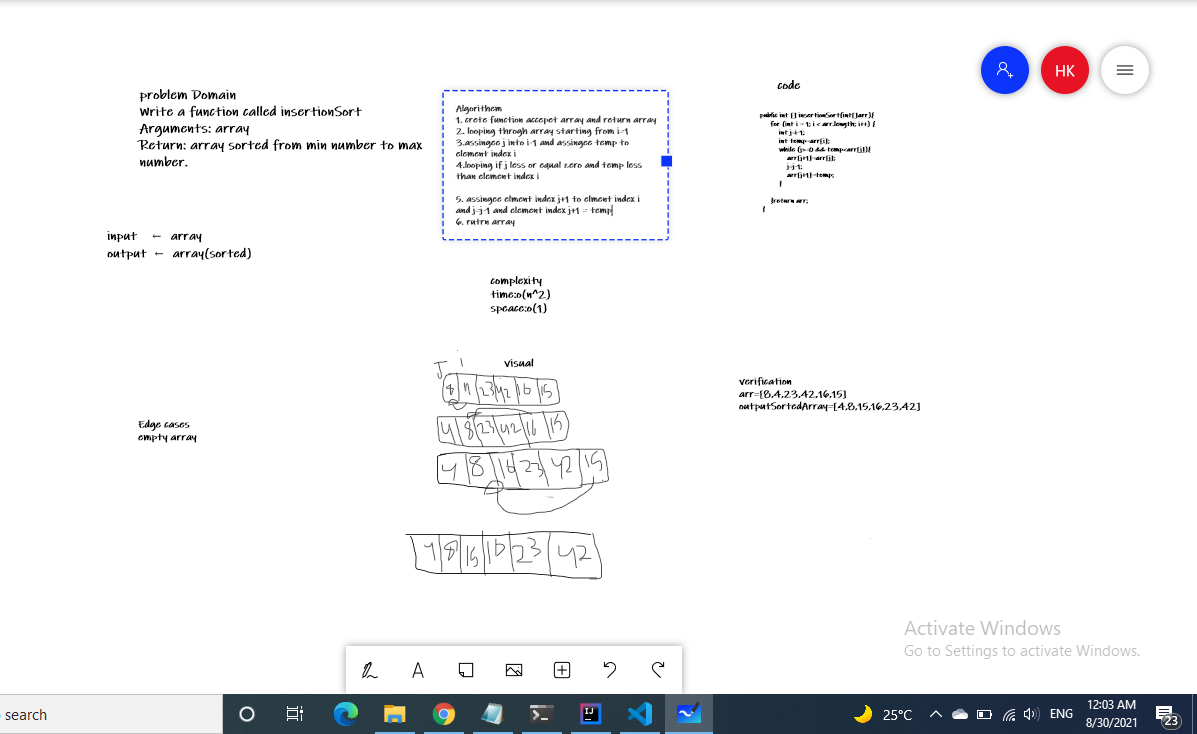 problem Domain
Write a function called insertionSort
Arguments: array
Return: array sorted from min number to max
number.
input ← array
output ← array(sorted)
Edge cases
empty array
Algorithem
1. crete function accepet array and return array
2. looping throgh array starting from i=1
3.assingee j into i-1 and assingee temp to
element index i
4.looping if j less or equal zero and temp less
than element index i
5. assingee elment index j+1 to elment index i
and j=j-1 and element index j+1 = temp
6. rutrn array
complexity
time:o(n^2)
speace:o(1)
visual
J i
8 4 23 42 16 15
4 8 23 42 16 15
4 8 16 23 42 15
4 8 15 16 23 42
code
public int [] insertionSort(int[]arr){
for (int i = 1; i < arr.length; i++) {
int j=i-1;
int temp=arr[i];
while (j>=0 && temp<arr[j]){
arr[j+1]=arr[j];
j=j-1;
arr[j+1]=temp;
}
}return arr;
}
verification
arr=[8,4,23,42,16,15]
outputSortedArray=[4,8,15,16,23,42]
HK
Activate Windows
Go to Settings to activate Windows.
search
25°C
ENG
12:03 AM
8/30/2021
23